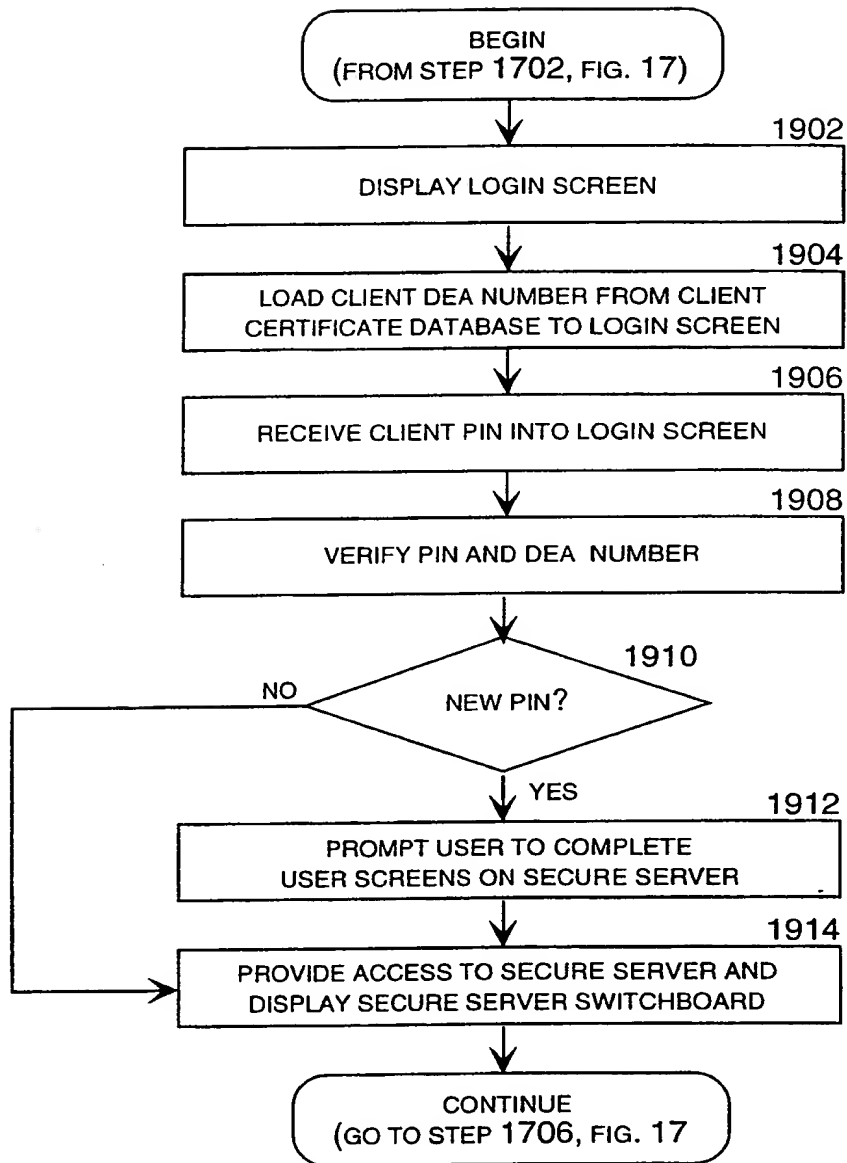 BEGIN
(FROM STEP 1702, FIG. 17)
1902
DISPLAY LOGIN SCREEN
1904
LOAD CLIENT DEA NUMBER FROM CLIENT
CERTIFICATE DATABASE TO LOGIN SCREEN
1906
RECEIVE CLIENT PIN INTO LOGIN SCREEN
1908
VERIFY PIN AND DEA NUMBER
1910
NO
NEW PIN?
YES
1912
PROMPT USER TO COMPLETE
USER SCREENS ON SECURE SERVER
1914
PROVIDE ACCESS TO SECURE SERVER AND
DISPLAY SECURE SERVER SWITCHBOARD
CONTINUE
(GO TO STEP 1706, FIG. 17